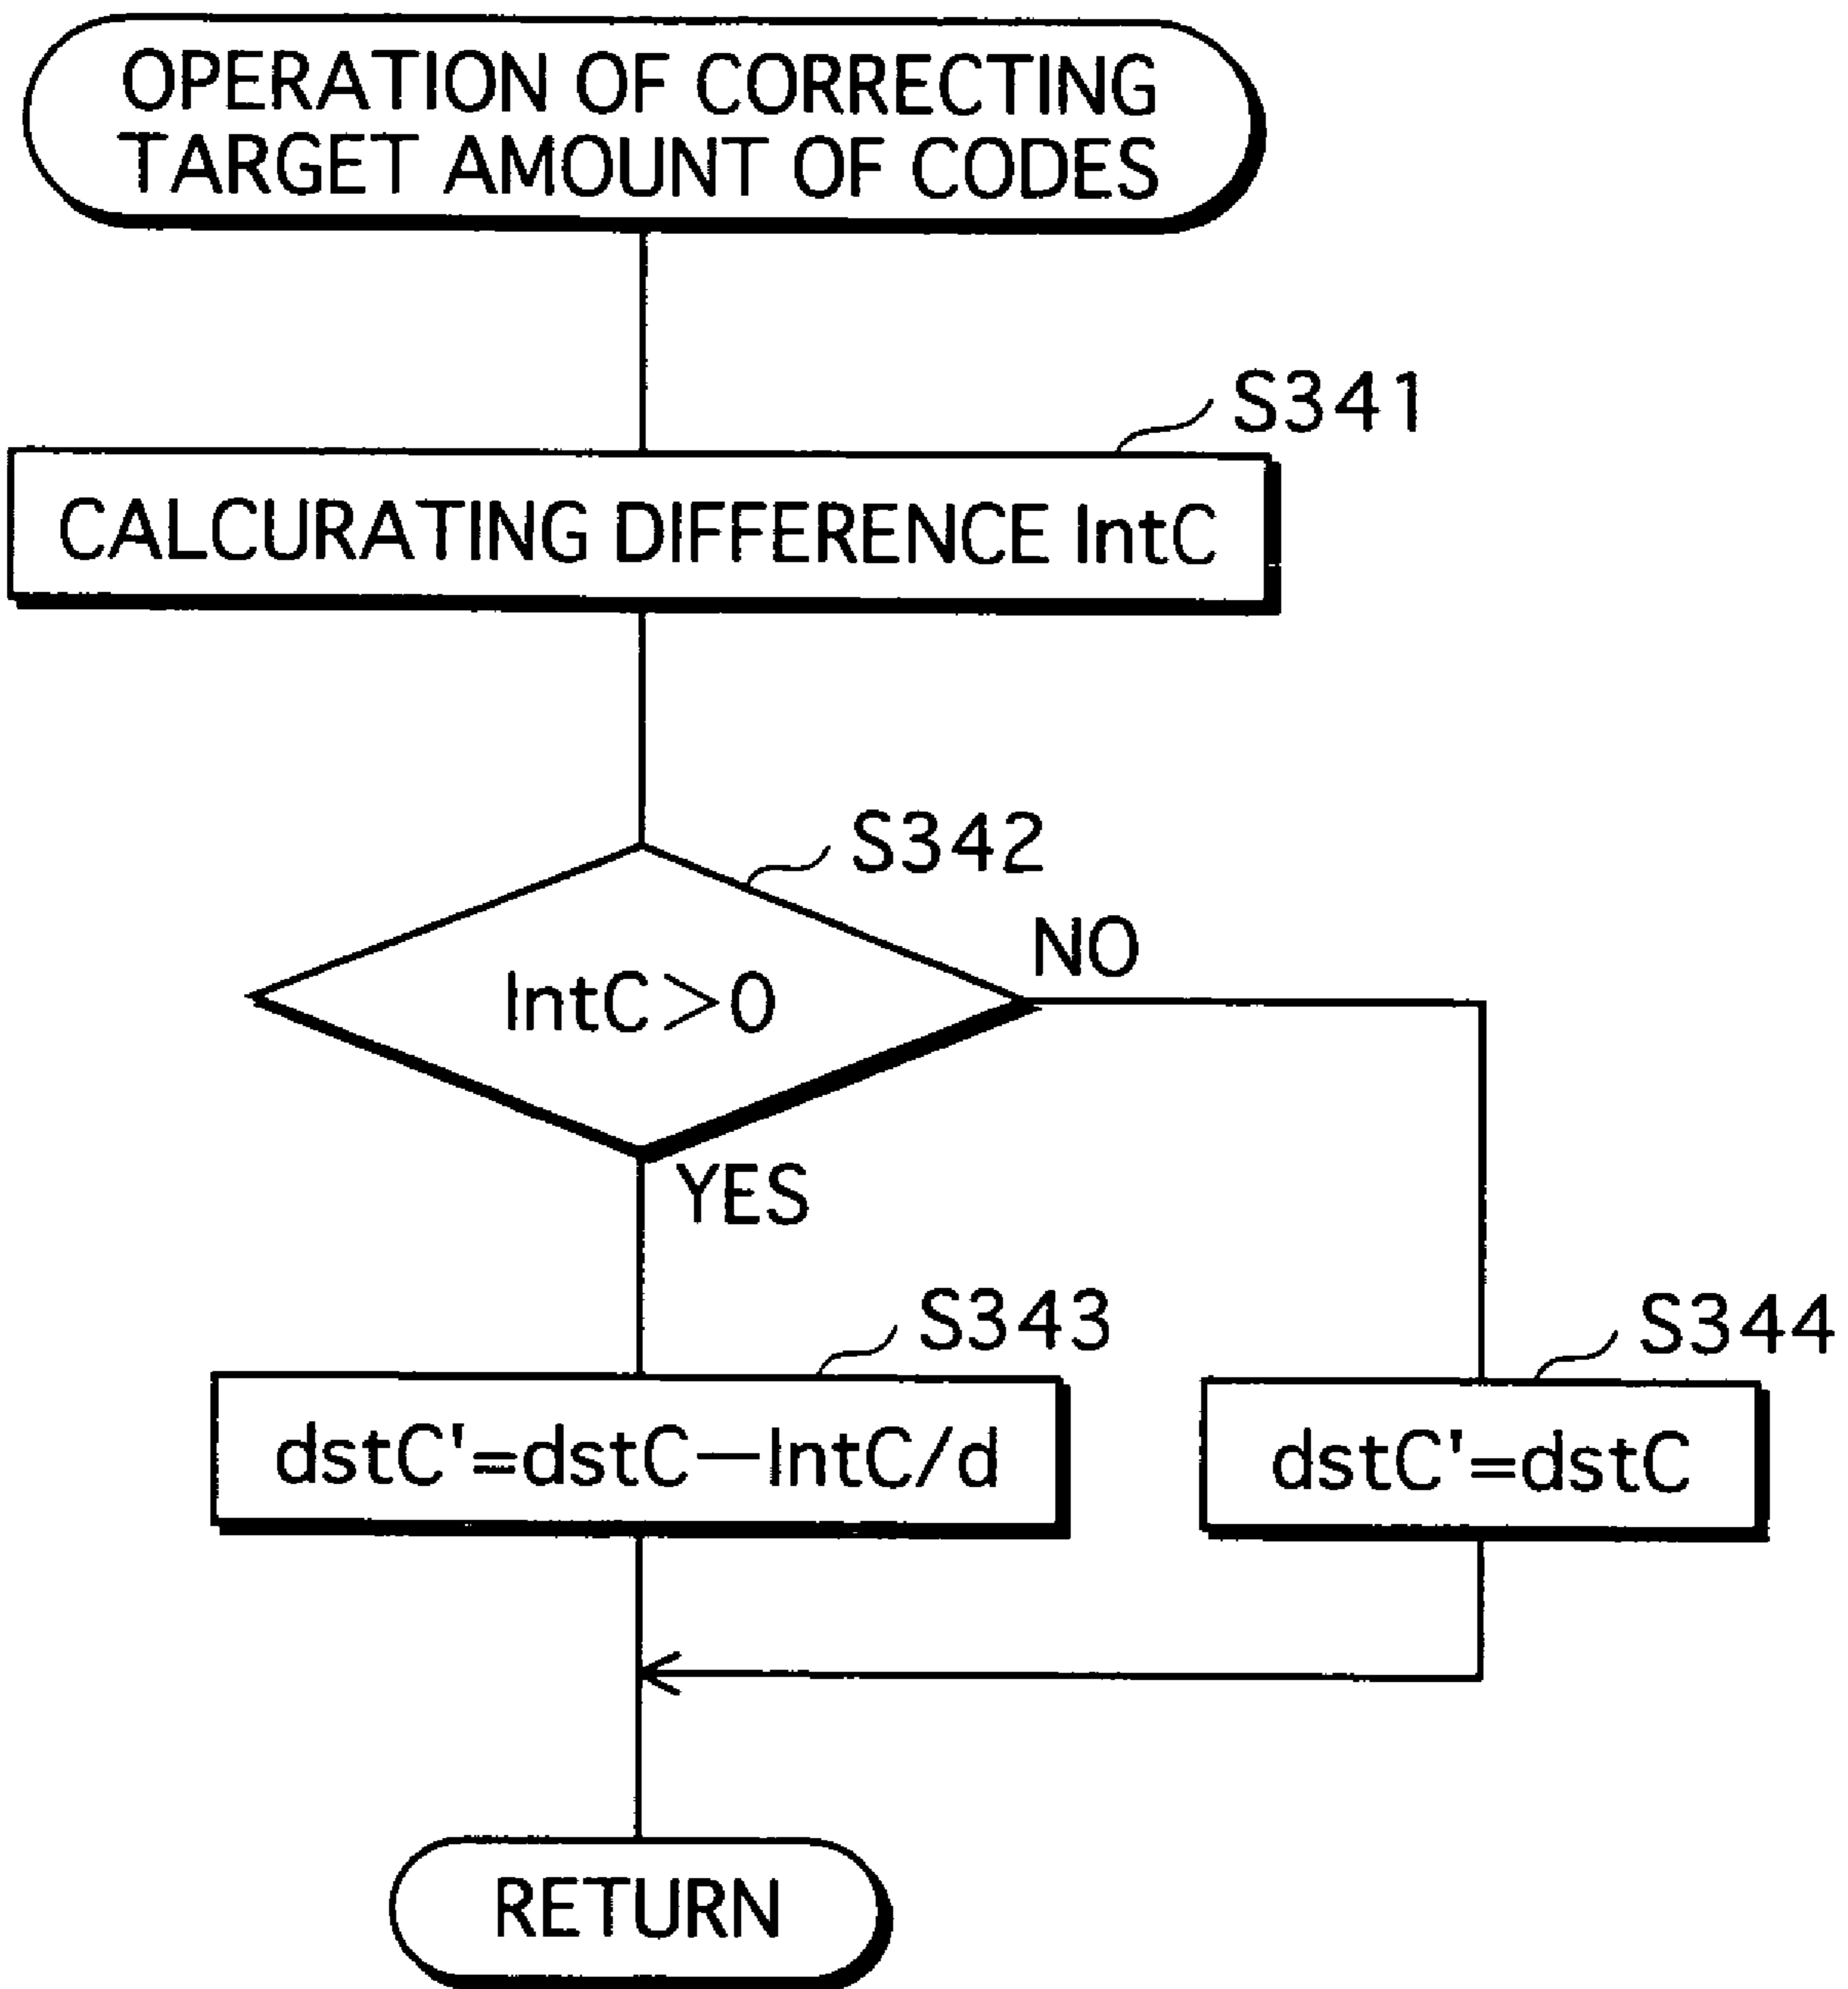 OPERATION OF CORRECTING
TARGET AMOUNT OF CODES
S341
CALCURATING DIFFERENCE IntC
S342
NO
IntC>0
YES
S343
S344
dstC'=dstC−IntC/d
dstC'=dstC
RETURN